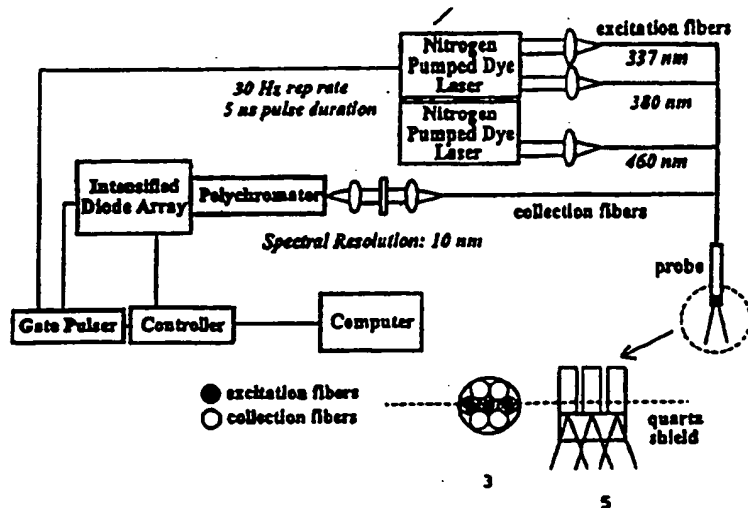 excitation fibers
Nitrogen
Pumped Dye
Laser
337 nm
30 Hz rep rate
5 ns pulse duration
380 nm
Nitrogen
Pumped Dye
Laser
460 nm
Intensified
Diode Array
Polychromator
collection fibers
Spectral Resolution: 10 nm
probe
Gate Pulser
Controller
Computer
excitation fibers
collection fibers
quartz
shield
3
5